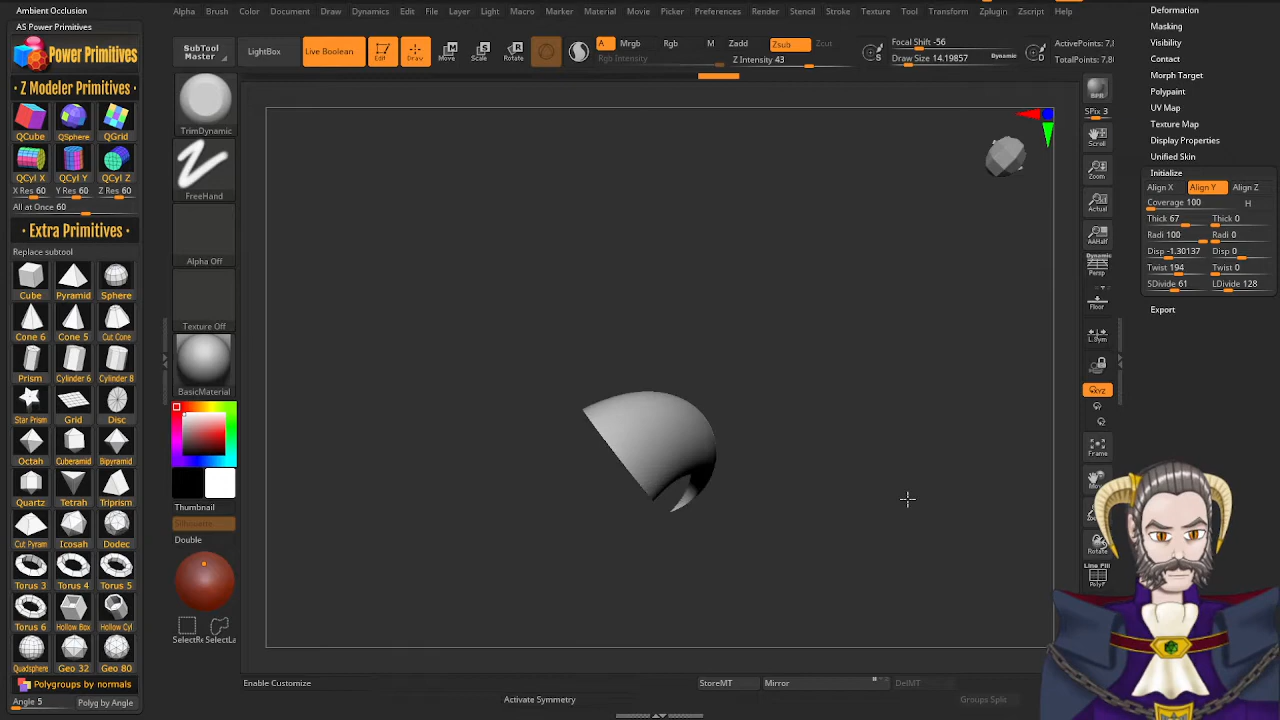 Ambient Occlusion
AS Power Primitives
Power Primitives
· Z Modeler Primitives ·
QCube QSphere QGrid
QCyl X QCyl Y QCyl Z
X Res 60 Y Res 60 Z Res 60
All at Once 60
· Extra Primitives ·
Replace subtool
Cube Pyramid Sphere
Cone 6 Cone 5 Cut Cone
Prism Cylinder 6 Cylinder 8
Star Prism Grid Disc
Octah Cuberamid Bipyramid
Quartz Tetrah Triprism
Cut Pyram Icosah Dodec
Torus 3 Torus 4 Torus 5
Torus 6 Hollow Box Hollow Cyl
Quadsphere Geo 32 Geo 80
Polygroups by normals
Angle 5 Polyg by Angle
Alpha Brush Color Document Draw Dynamics Edit File Layer Light Macro Marker Material Movie Picker Preferences Render Stencil Stroke Texture Tool Transform Zplugin Zscript Help
SubTool Master
LightBox
Live Boolean
Edit
Draw
Move
Scale
Rotate
A Mrgb Rgb M Zadd Zsub Zcut
Rgb Intensity
Z Intensity 43
S
Focal Shift -56
Draw Size 14.19857 Dynamic
D
ActivePoints: 7,8
TotalPoints: 7,8
TrimDynamic
FreeHand
Alpha Off
Texture Off
BasicMaterial
Thumbnail
Silhouette
Double
SelectRe SelectLa
BPR
SPix 3
Scroll
Zoom
Actual
AAHalf
Dynamic
Persp
Floor
L.Sym
XYZ
Frame
Move
Rotate
Line Fill
PolyF
Deformation
Masking
Visibility
Contact
Morph Target
Polypaint
UV Map
Texture Map
Display Properties
Unified Skin
Initialize
Align X Align Y Align Z
Coverage 100 H
Thick 67 Thick 0
Radi 100 Radi 0
Disp -1.30137 Disp 0
Twist 194 Twist 0
SDivide 61 LDivide 128
Export
Enable Customize
StoreMT Mirror DelMT
Activate Symmetry
Groups Split